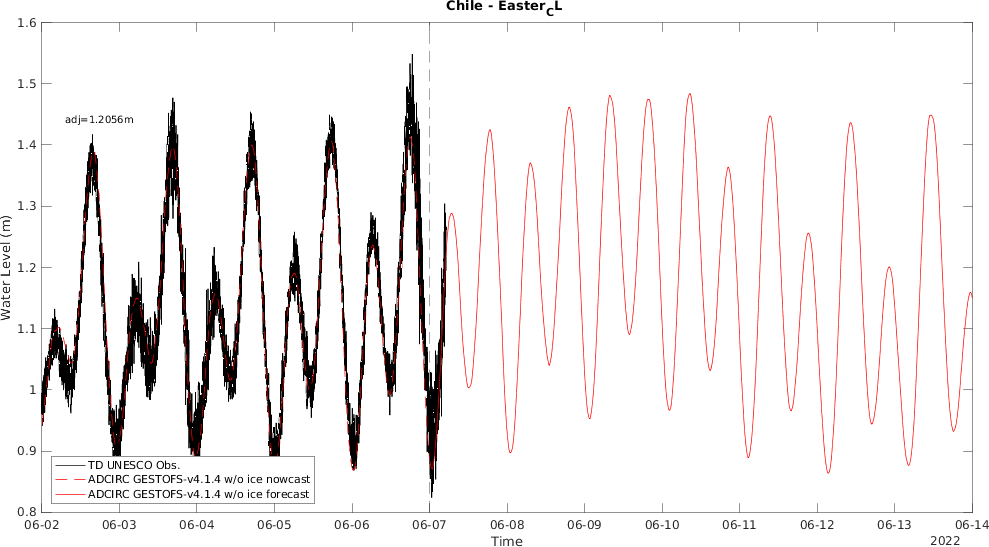 Chile - Easter_CL
1.6
1.5
1.4
1.3
1.2
1.1
1
0.9
0.8
Water Level (m)
adj=1.2056m
TD UNESCO Obs.
ADCIRC GESTOFS-v4.1.4 w/o ice nowcast
ADCIRC GESTOFS-v4.1.4 w/o ice forecast
06-02 06-03 06-04 06-05 06-06 06-07 06-08 06-09 06-10 06-11 06-12 06-13 06-14
Time
2022